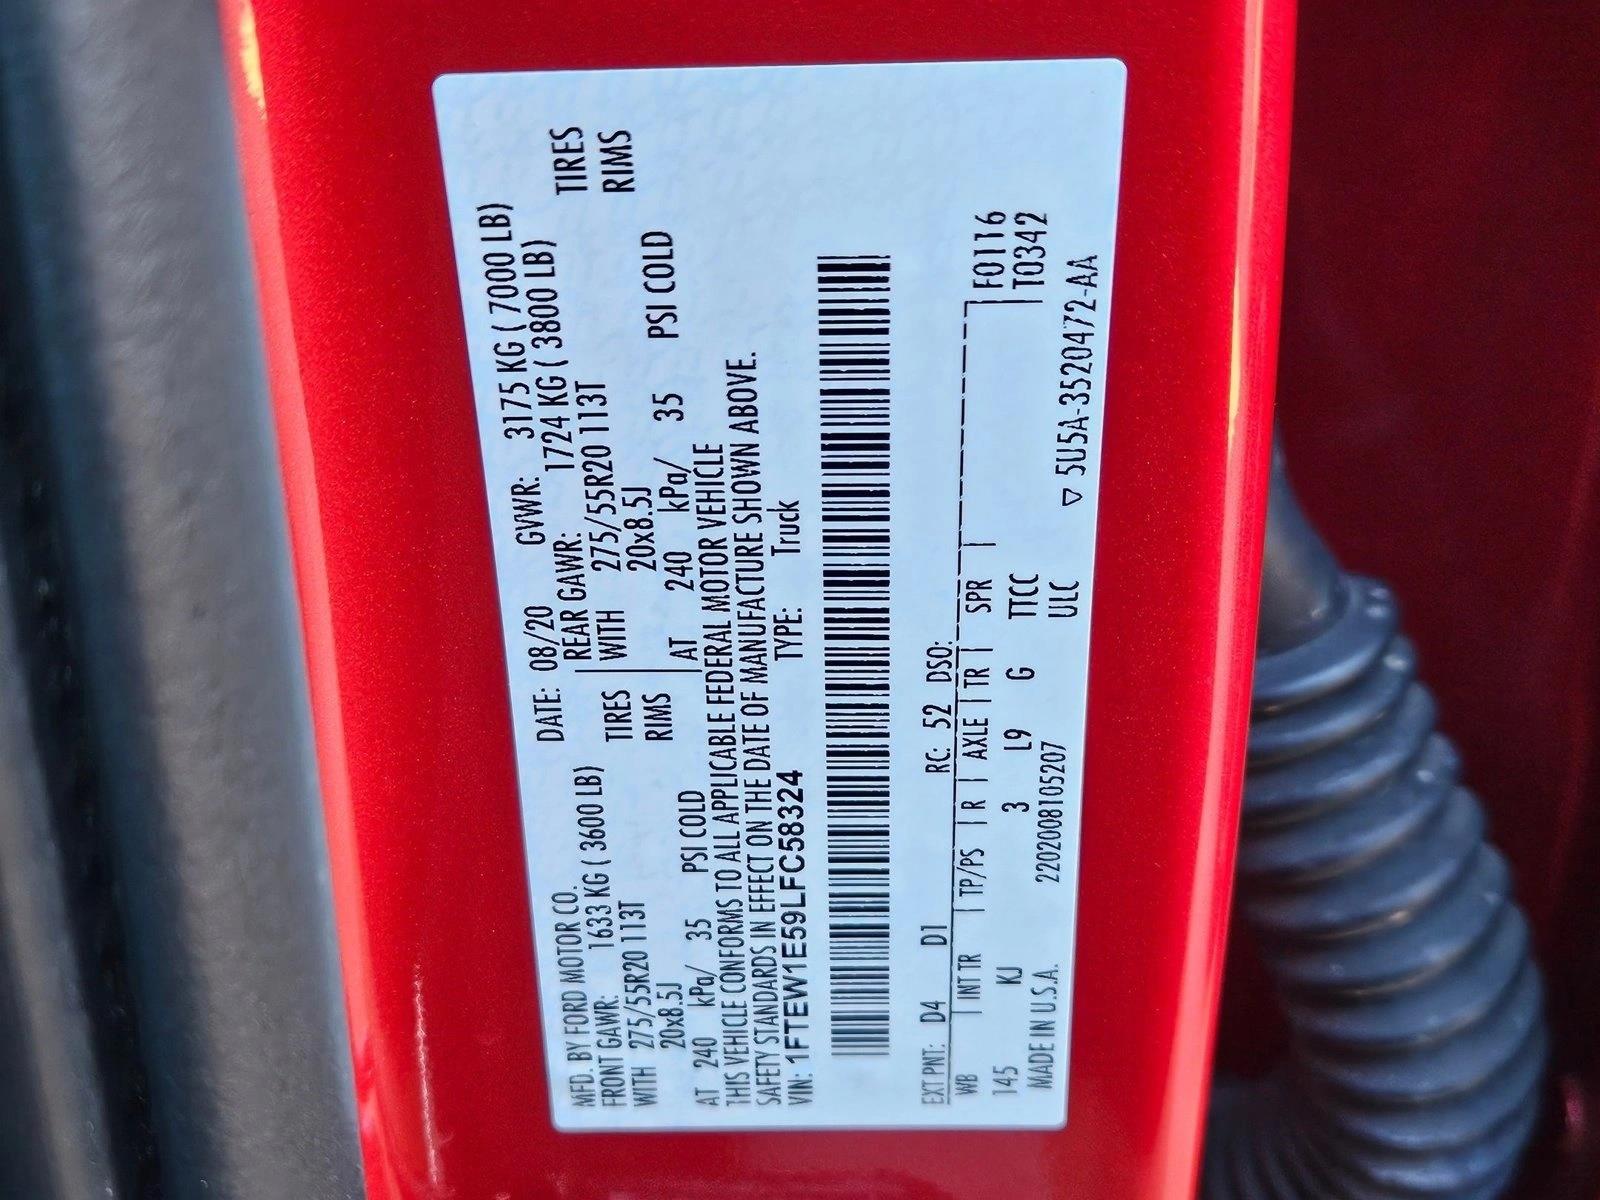 MFD. BY FORD MOTOR CO.
DATE: 08/20 GVWR: 3175 KG ( 7000 LB)
FRONT GAWR: 1633 KG ( 3600 LB)
REAR GAWR: 1724 KG ( 3800 LB)
WITH 275/55R20 113T TIRES
WITH 275/55R20 113T TIRES
20x8.5J RIMS
20x8.5J RIMS
AT 240 kPa/ 35 PSI COLD
AT 240 kPa/ 35 PSI COLD
THIS VEHICLE CONFORMS TO ALL APPLICABLE FEDERAL MOTOR VEHICLE
SAFETY STANDARDS IN EFFECT ON THE DATE OF MANUFACTURE SHOWN ABOVE.
VIN: 1FTEW1E59LFC58324 TYPE: Truck
EXT PNT: D4 D1 RC: 52 DSO:
WB | INT TR | TP/PS | R | AXLE | TR | SPR | F0116
145 KJ 3 L9 G TTCC T0342
ULC
MADE IN U.S.A. 2202008105207
▽ 5U5A-3520472-AA